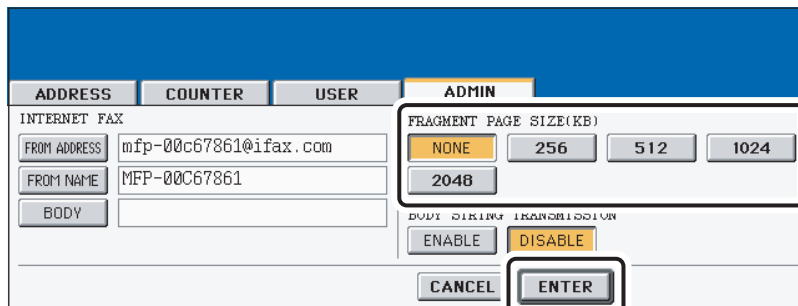 ADDRESS COUNTER USER ADMIN
INTERNET FAX
FROM ADDRESS mfp-00c67861@ifax.com
FROM NAME MFP-00C67861
BODY
FRAGMENT PAGE SIZE(KB)
NONE 256 512 1024
2048
BODY STRING TRANSMISSION
ENABLE DISABLE
CANCEL ENTER